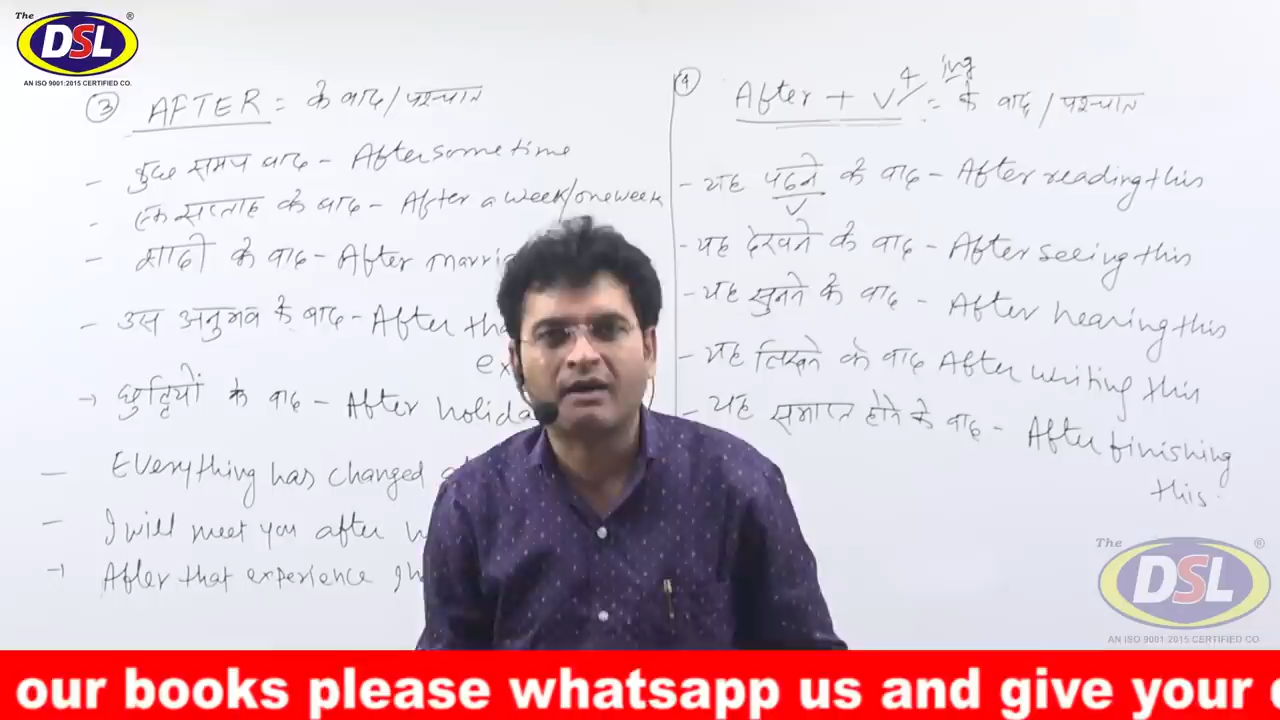 The DSL ®
AN ISO 9001:2015 CERTIFIED CO.
③ AFTER = के बाद/पश्चात
- कुछ समय बाद - After some time
- एक सप्ताह के बाद - After a week/one week
- शादी के बाद - After marri
- उस अनुभव के बाद - After tha
ex
→ छुट्टियों के बाद - After holida
- Everything has changed a
- I will meet you after h
→ After that experience I h
④ After + V4/ing = के बाद/पश्चात
- यह पढने के बाद - After reading this
V
- यह देखने के बाद - After seeing this
- यह सुनने के बाद - After hearing this
- यह लिखने के बाद After writing this
- यह समाप्त होने के बाद - After finishing
this.
The DSL ®
AN ISO 9001:2015 CERTIFIED CO.
our books please whatsapp us and give your